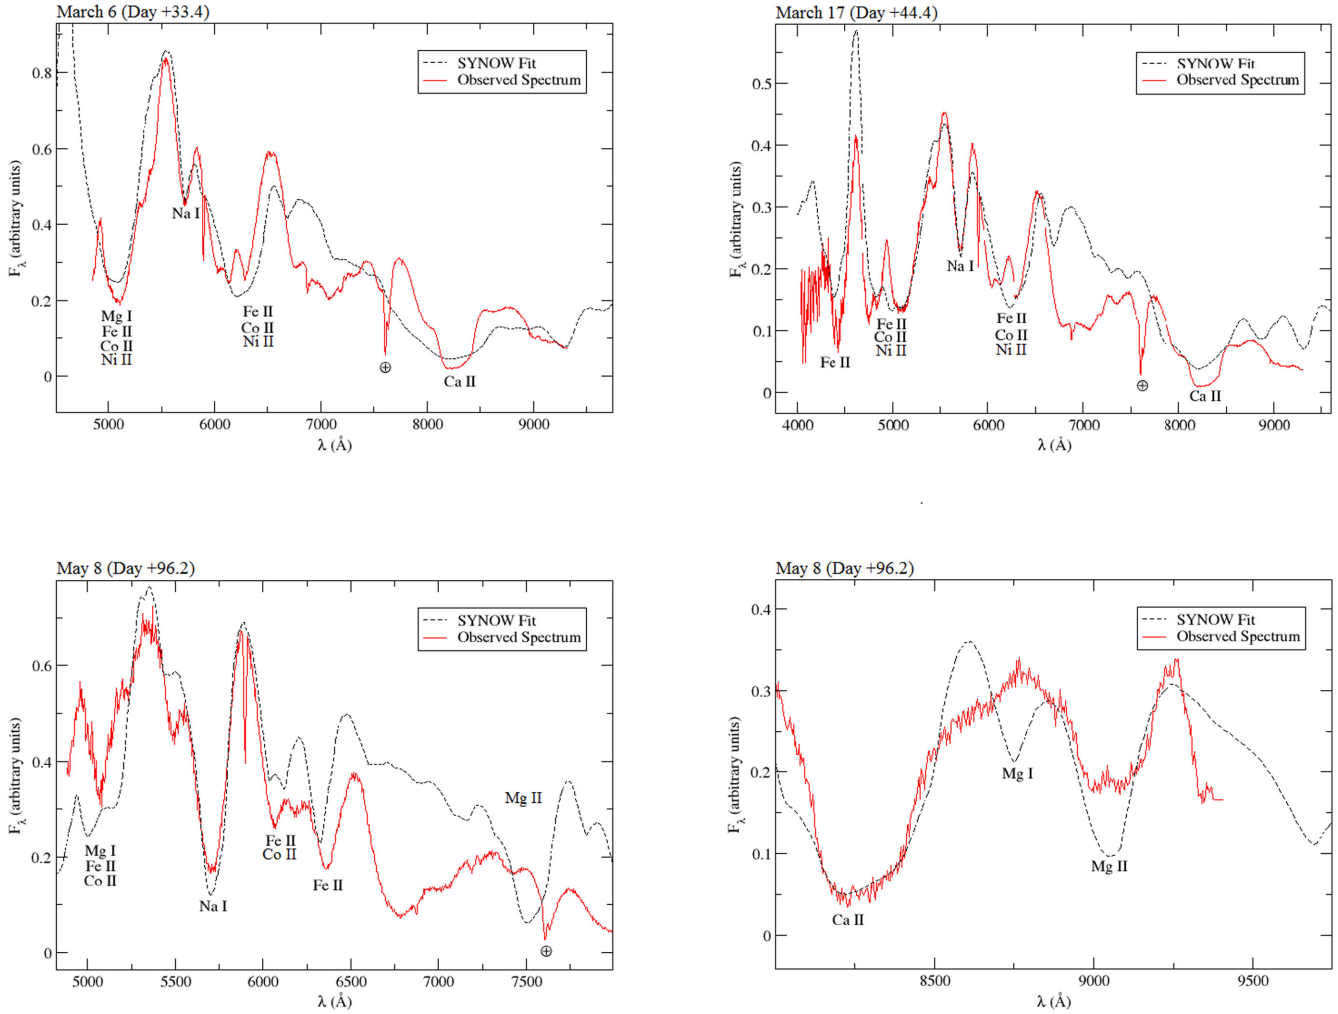 March 6 (Day +33.4)
SYNOW Fit
Observed Spectrum
0.8
0.6
0.4
0.2
0
F_λ (arbitrary units)
Na I
Mg I
Fe II
Co II
Ni II
Fe II
Co II
Ni II
⊕
Ca II
5000 6000 7000 8000 9000
λ (Å)
March 17 (Day +44.4)
SYNOW Fit
Observed Spectrum
0.5
0.4
0.3
0.2
0.1
0
F_λ (arbitrary units)
Na I
Fe II
Fe II
Co II
Ni II
Fe II
Co II
Ni II
⊕
Ca II
4000 5000 6000 7000 8000 9000
λ (Å)
May 8 (Day +96.2)
SYNOW Fit
Observed Spectrum
0.6
0.4
0.2
0
F_λ (arbitrary units)
Mg II
Mg I
Fe II
Co II
Fe II
Co II
Fe II
Na I
⊕
5000 5500 6000 6500 7000 7500
λ (Å)
May 8 (Day +96.2)
SYNOW Fit
Observed Spectrum
0.4
0.3
0.2
0.1
0
F_λ (arbitrary units)
Mg I
Mg II
Ca II
8500 9000 9500
λ (Å)